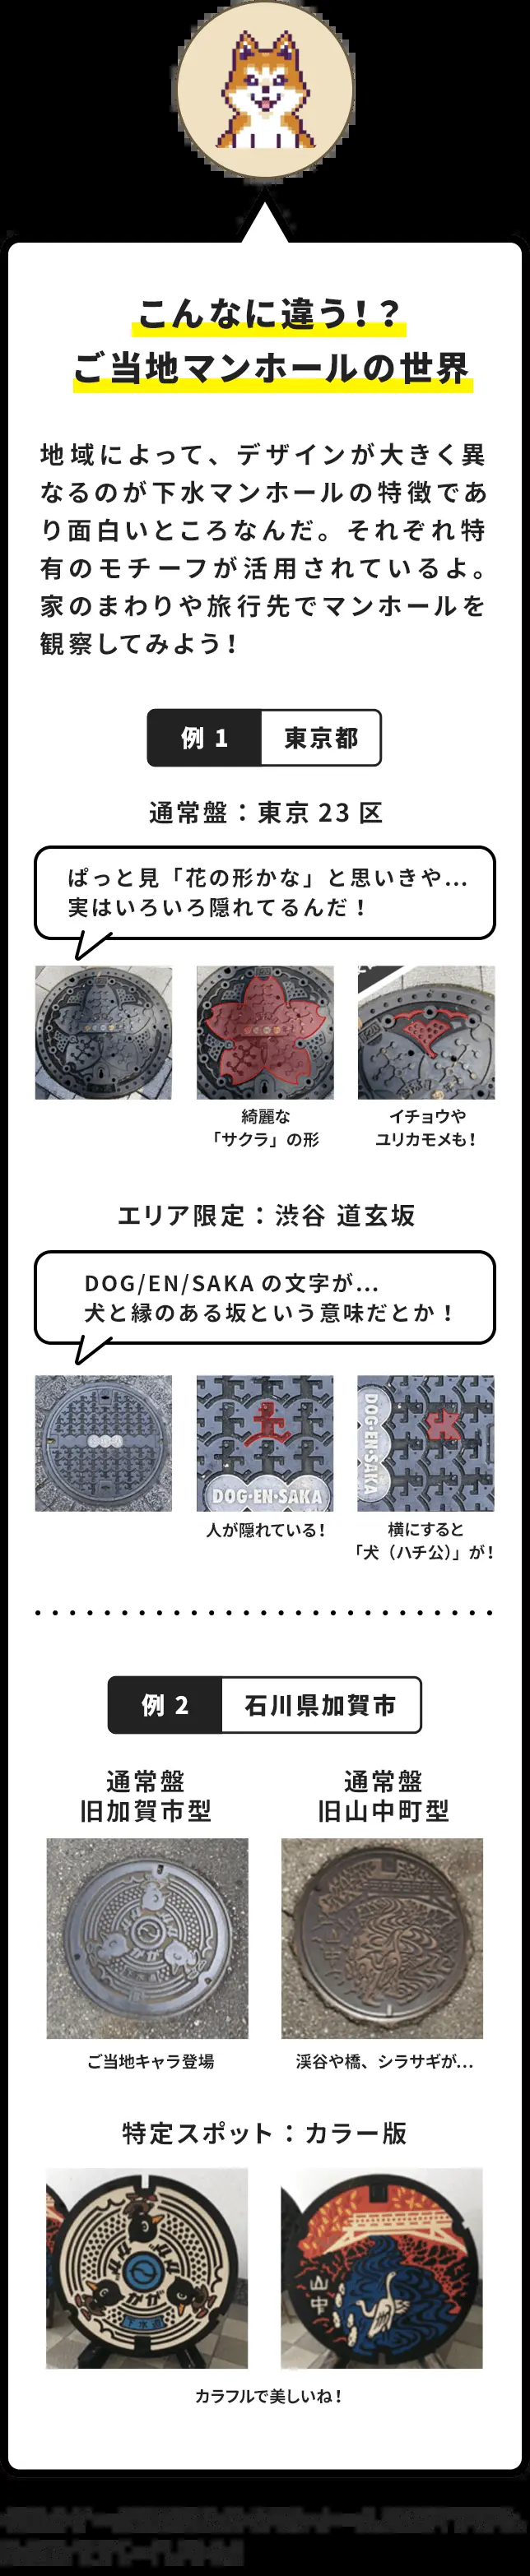 こんなに違う！？
ご当地マンホールの世界
地域によって、デザインが大きく異
なるのが下水マンホールの特徴であ
り面白いところなんだ。それぞれ特
有のモチーフが活用されているよ。
家のまわりや旅行先でマンホールを
観察してみよう！
例 1 東京都
通常盤：東京 23 区
ぱっと見「花の形かな」と思いきや…
実はいろいろ隠れてるんだ！
綺麗な
「サクラ」の形
イチョウや
ユリカモメも！
エリア限定：渋谷 道玄坂
DOG/EN/SAKA の文字が…
犬と縁のある坂という意味だとか！
DOG·EN·SAKA
DOG·EN·SAKA
人が隠れている！
横にすると
「犬（ハチ公）」が！
例 2 石川県加賀市
通常盤
旧加賀市型
通常盤
旧山中町型
かが
ご当地キャラ登場
渓谷や橋、シラサギが…
特定スポット：カラー版
かが
下水道
山中
カラフルで美しいね！